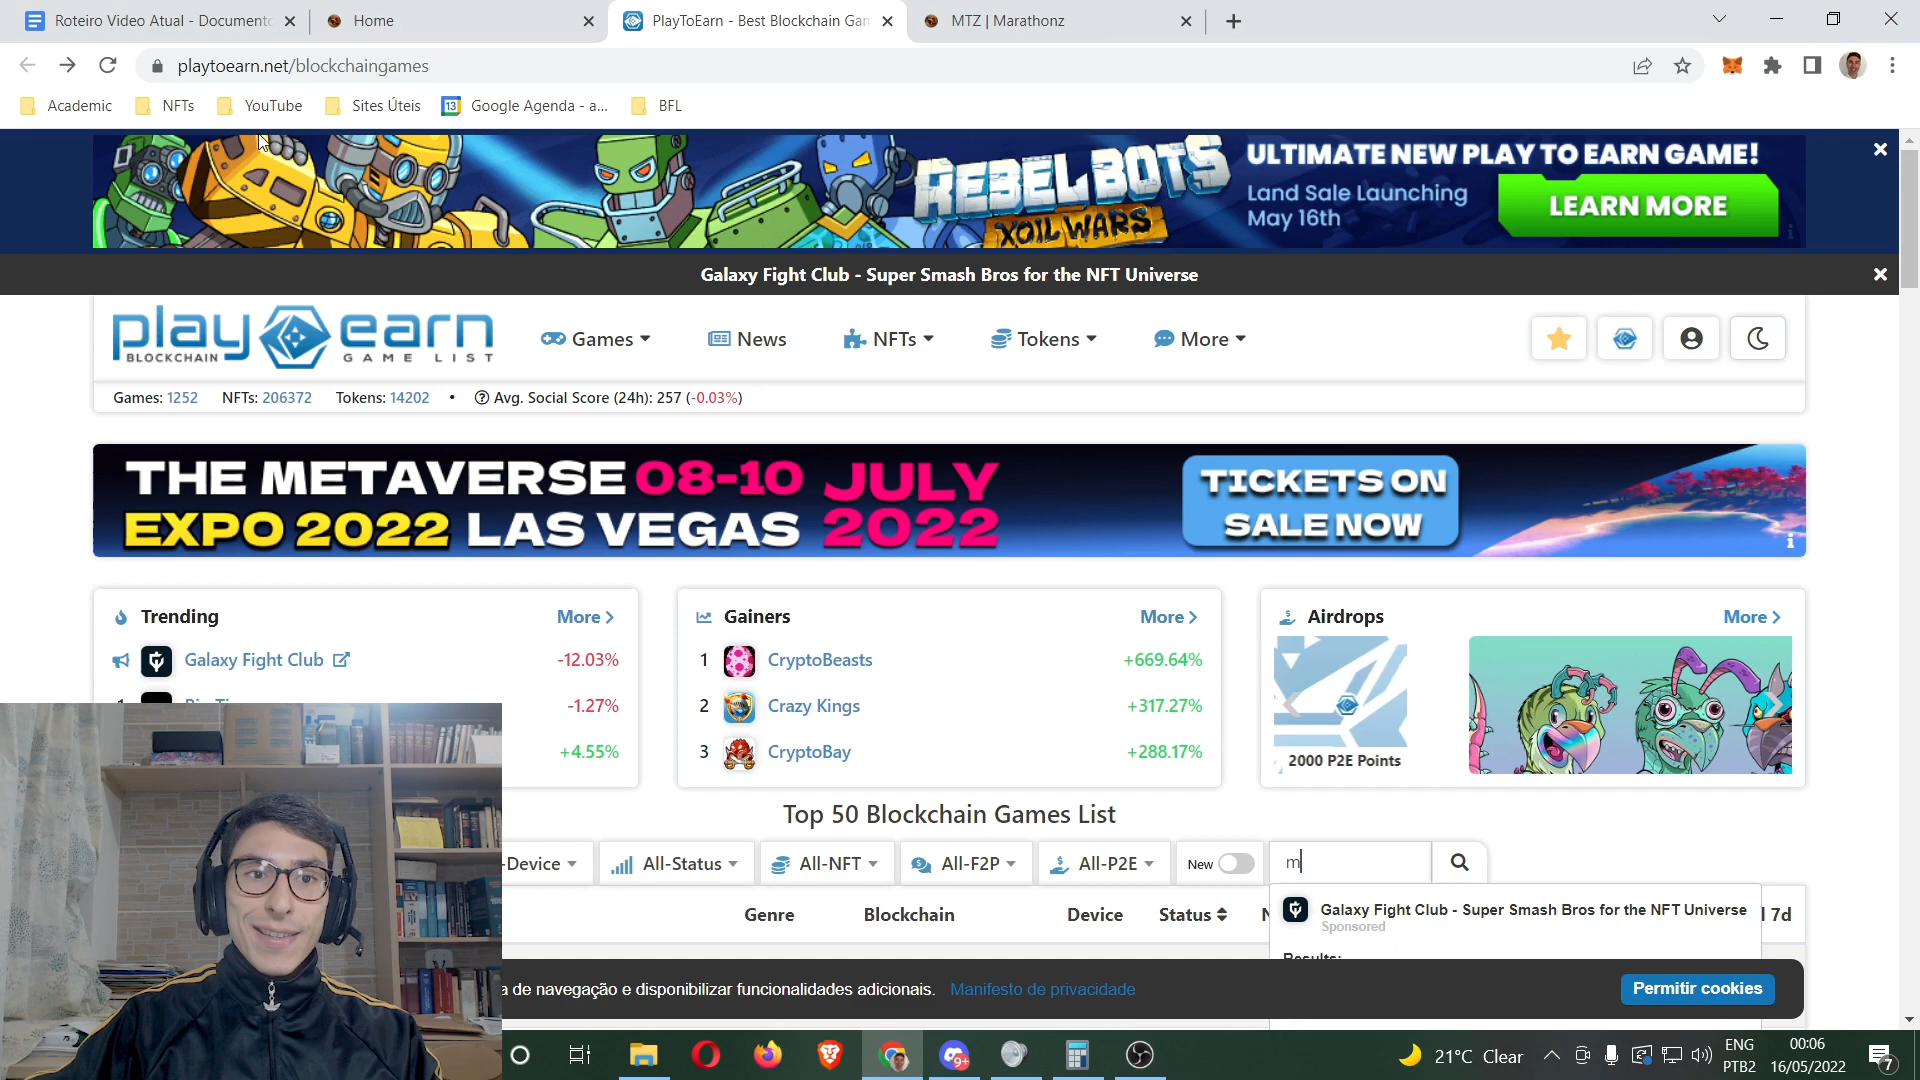 Roteiro Video Atual - Documento
Home
PlayToEarn - Best Blockchain Gam
MTZ | Marathonz
playtoearn.net/blockchaingames
Academic
NFTs
YouTube
Sites Úteis
13
Google Agenda - a...
BFL
REBEL BOTS
XOIL WARS
ULTIMATE NEW PLAY TO EARN GAME!
Land Sale Launching
May 16th
LEARN MORE
Galaxy Fight Club - Super Smash Bros for the NFT Universe
play earn
BLOCKCHAIN GAME LIST
Games
News
NFTs
Tokens
More
Games: 1252 NFTs: 206372 Tokens: 14202 • Avg. Social Score (24h): 257 (-0.03%)
THE METAVERSE 08-10 JULY
EXPO 2022 LAS VEGAS 2022
TICKETS ON
SALE NOW
Trending
More
Galaxy Fight Club
-12.03%
-1.27%
+4.55%
Gainers
More
1 CryptoBeasts +669.64%
2 Crazy Kings +317.27%
3 CryptoBay +288.17%
Airdrops
More
2000 P2E Points
Top 50 Blockchain Games List
-Device
All-Status
All-NFT
All-F2P
All-P2E
New
m
Genre
Blockchain
Device
Status
7d
Galaxy Fight Club - Super Smash Bros for the NFT Universe
Sponsored
Results:
a de navegação e disponibilizar funcionalidades adicionais. Manifesto de privacidade
Permitir cookies
9+
21°C Clear
ENG
PTB2
00:06
16/05/2022
7